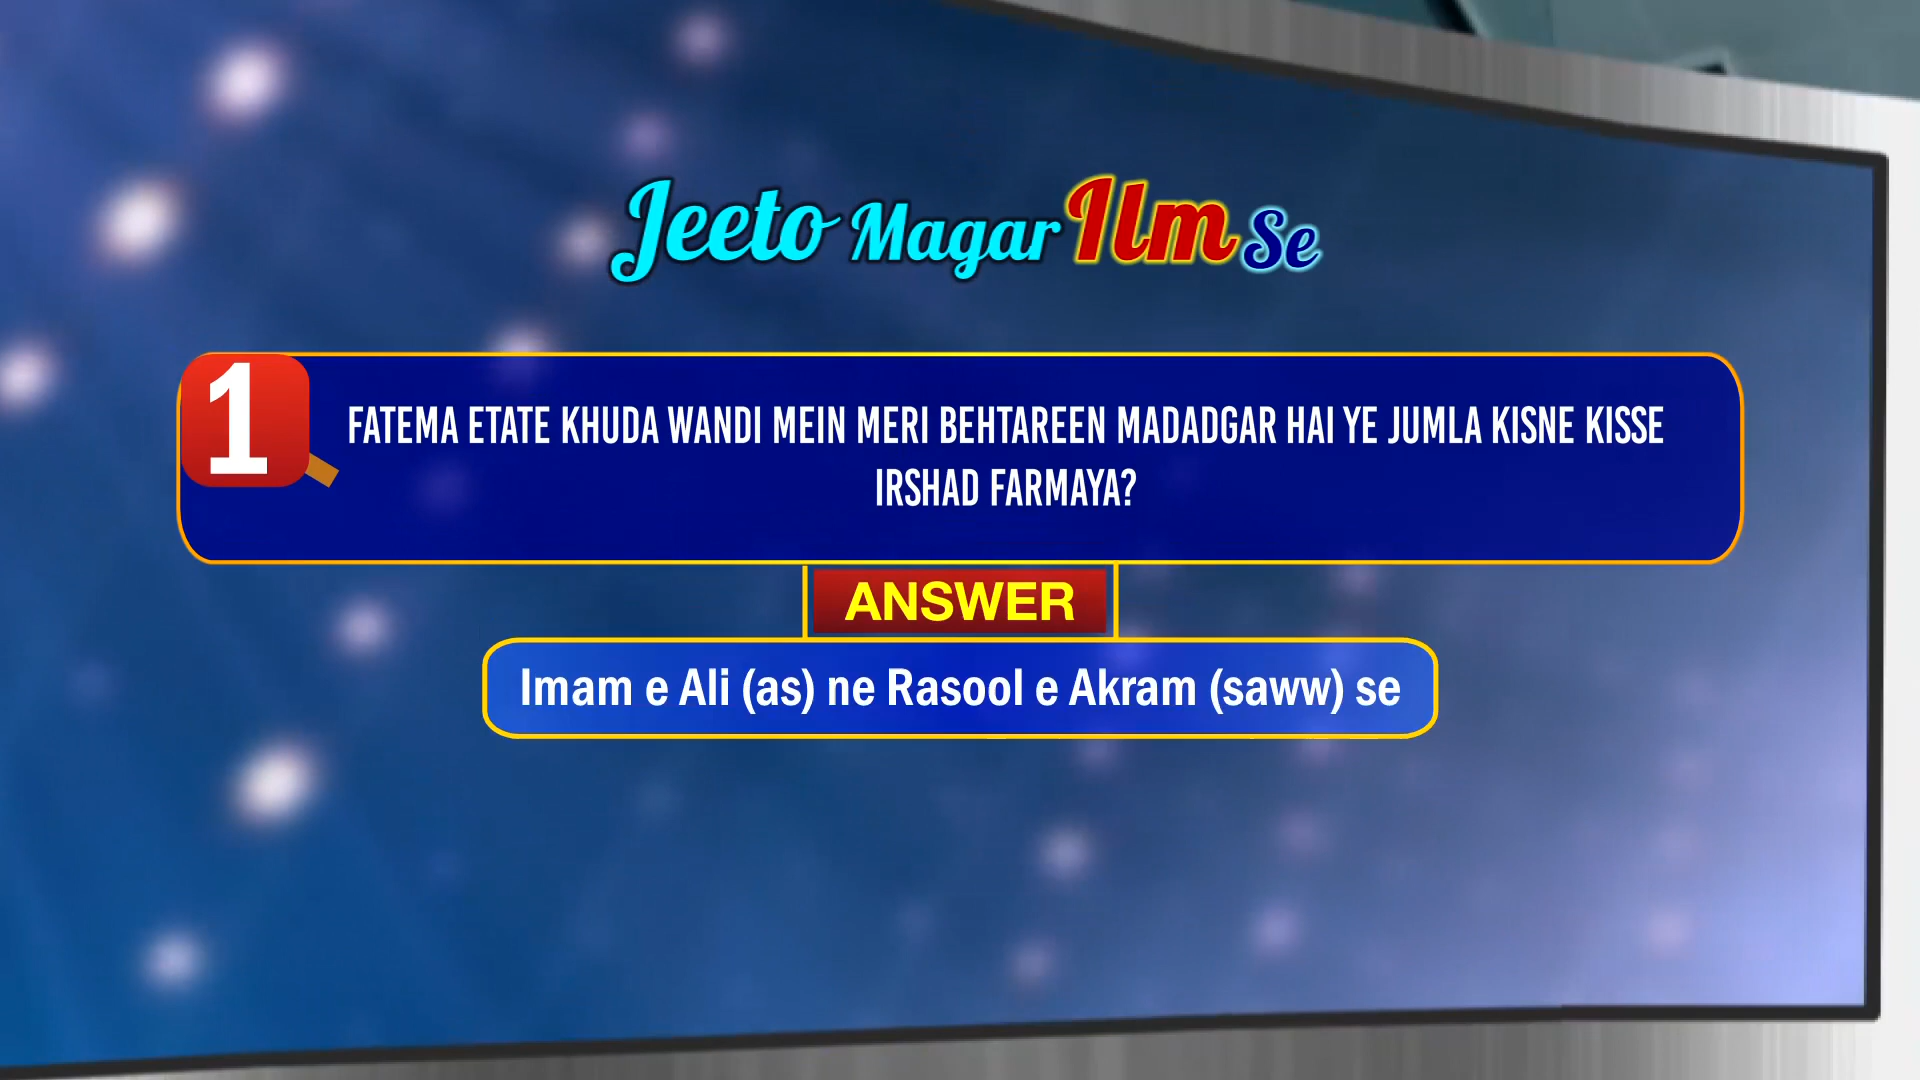 Jeeto Magar Ilm Se
1
FATEMA ETATE KHUDA WANDI MEIN MERI BEHTAREEN MADADGAR HAI YE JUMLA KISNE KISSE
IRSHAD FARMAYA?
ANSWER
Imam e Ali (as) ne Rasool e Akram (saww) se